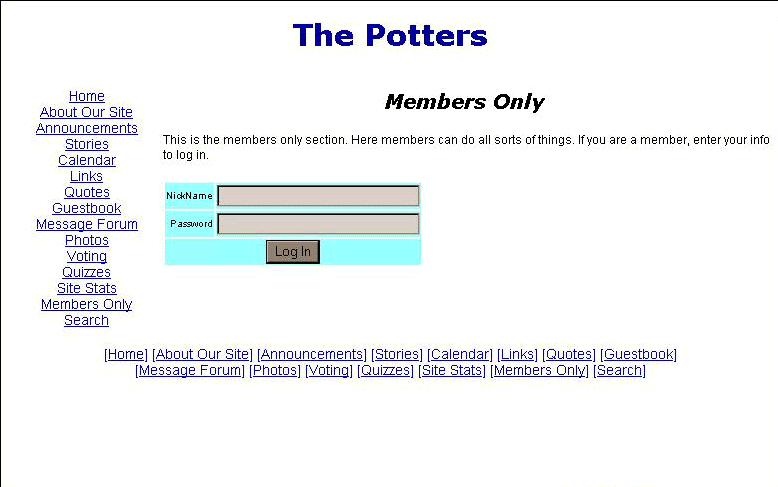 The Potters
Home
About Our Site
Announcements
Stories
Calendar
Links
Quotes
Guestbook
Message Forum
Photos
Voting
Quizzes
Site Stats
Members Only
Search
Members Only
This is the members only section. Here members can do all sorts of things. If you are a member, enter your info
to log in.
NickName
Password
Log In
[Home] [About Our Site] [Announcements] [Stories] [Calendar] [Links] [Quotes] [Guestbook]
[Message Forum] [Photos] [Voting] [Quizzes] [Site Stats] [Members Only] [Search]